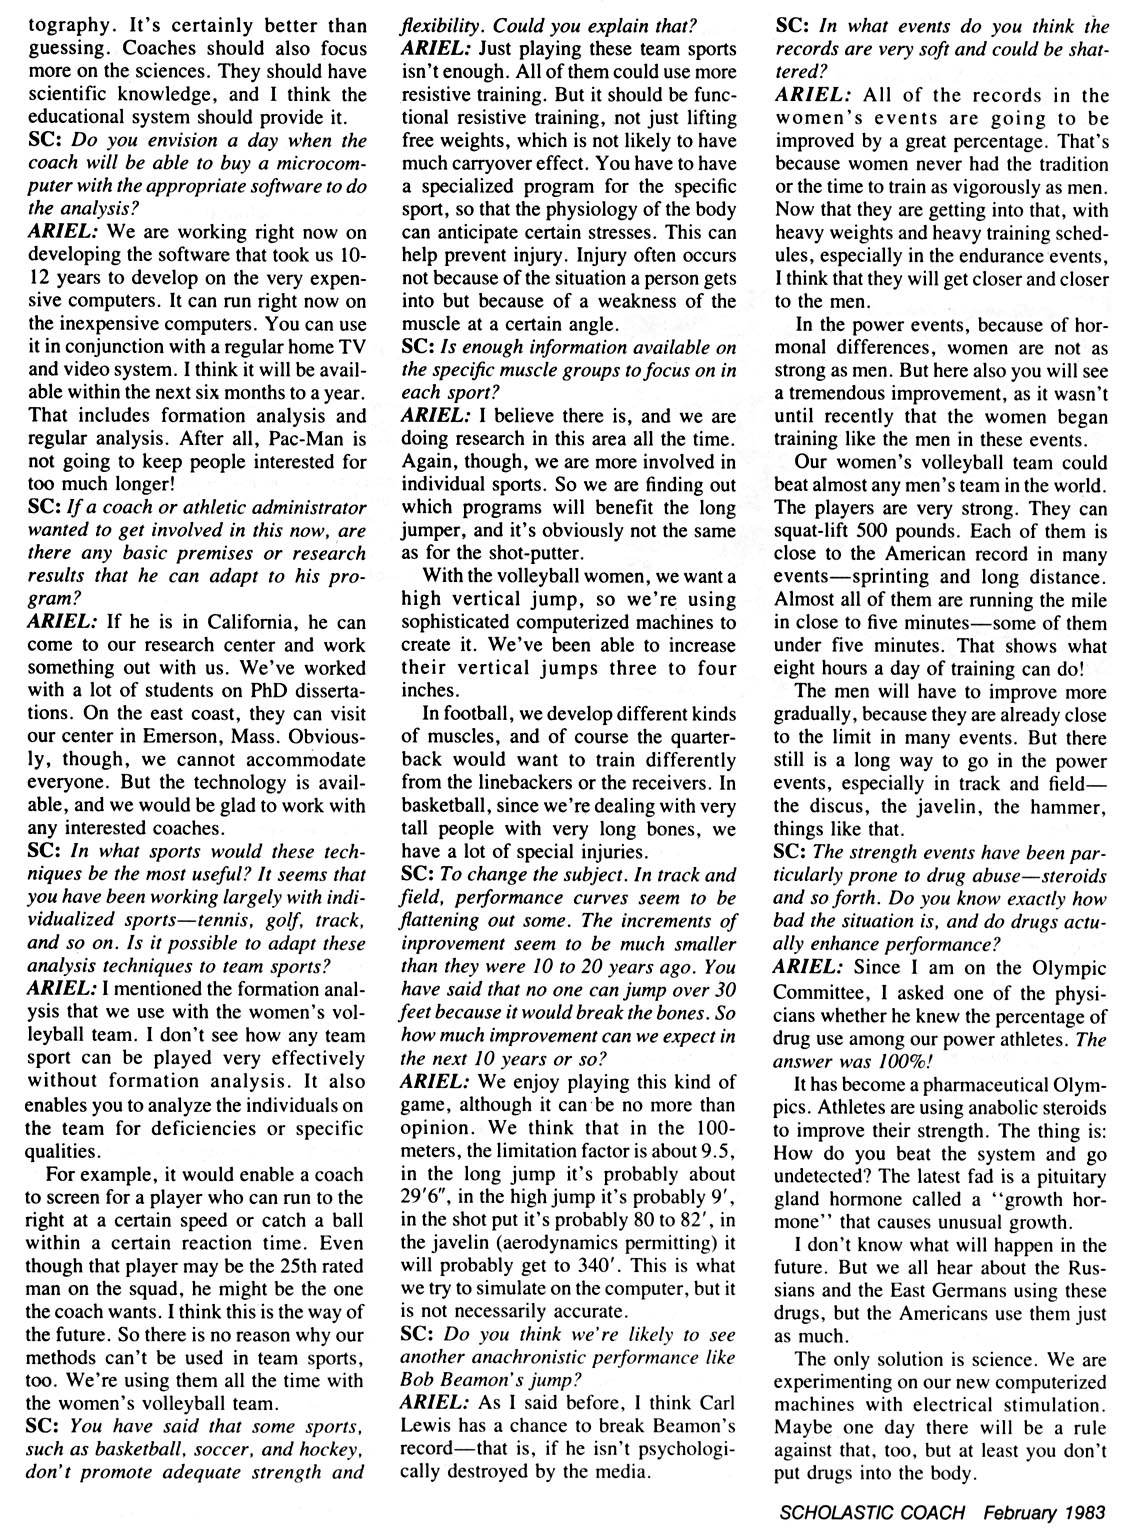 tography. It's certainly better than
guessing. Coaches should also focus
more on the sciences. They should have
scientific knowledge, and I think the
educational system should provide it.
SC: Do you envision a day when the
coach will be able to buy a microcom-
puter with the appropriate software to do
the analysis?
ARIEL: We are working right now on
developing the software that took us 10-
12 years to develop on the very expen-
sive computers. It can run right now on
the inexpensive computers. You can use
it in conjunction with a regular home TV
and video system. I think it will be avail-
able within the next six months to a year.
That includes formation analysis and
regular analysis. After all, Pac-Man is
not going to keep people interested for
too much longer!
SC: If a coach or athletic administrator
wanted to get involved in this now, are
there any basic premises or research
results that he can adapt to his pro-
gram?
ARIEL: If he is in California, he can
come to our research center and work
something out with us. We've worked
with a lot of students on PhD disserta-
tions. On the east coast, they can visit
our center in Emerson, Mass. Obvious-
ly, though, we cannot accommodate
everyone. But the technology is avail-
able, and we would be glad to work with
any interested coaches.
SC: In what sports would these tech-
niques be the most useful? It seems that
you have been working largely with indi-
vidualized sports—tennis, golf, track,
and so on. Is it possible to adapt these
analysis techniques to team sports?
ARIEL: I mentioned the formation anal-
ysis that we use with the women's vol-
leyball team. I don't see how any team
sport can be played very effectively
without formation analysis. It also
enables you to analyze the individuals on
the team for deficiencies or specific
qualities.
For example, it would enable a coach
to screen for a player who can run to the
right at a certain speed or catch a ball
within a certain reaction time. Even
though that player may be the 25th rated
man on the squad, he might be the one
the coach wants. I think this is the way of
the future. So there is no reason why our
methods can't be used in team sports,
too. We're using them all the time with
the women's volleyball team.
SC: You have said that some sports,
such as basketball, soccer, and hockey,
don't promote adequate strength and
flexibility. Could you explain that?
ARIEL: Just playing these team sports
isn't enough. All of them could use more
resistive training. But it should be func-
tional resistive training, not just lifting
free weights, which is not likely to have
much carryover effect. You have to have
a specialized program for the specific
sport, so that the physiology of the body
can anticipate certain stresses. This can
help prevent injury. Injury often occurs
not because of the situation a person gets
into but because of a weakness of the
muscle at a certain angle.
SC: Is enough information available on
the specific muscle groups to focus on in
each sport?
ARIEL: I believe there is, and we are
doing research in this area all the time.
Again, though, we are more involved in
individual sports. So we are finding out
which programs will benefit the long
jumper, and it's obviously not the same
as for the shot-putter.
With the volleyball women, we want a
high vertical jump, so we're using
sophisticated computerized machines to
create it. We've been able to increase
their vertical jumps three to four
inches.
In football, we develop different kinds
of muscles, and of course the quarter-
back would want to train differently
from the linebackers or the receivers. In
basketball, since we're dealing with very
tall people with very long bones, we
have a lot of special injuries.
SC: To change the subject. In track and
field, performance curves seem to be
flattening out some. The increments of
inprovement seem to be much smaller
than they were 10 to 20 years ago. You
have said that no one can jump over 30
feet because it would break the bones. So
how much improvement can we expect in
the next 10 years or so?
ARIEL: We enjoy playing this kind of
game, although it can be no more than
opinion. We think that in the 100-
meters, the limitation factor is about 9.5,
in the long jump it's probably about
29'6", in the high jump it's probably 9',
in the shot put it's probably 80 to 82', in
the javelin (aerodynamics permitting) it
will probably get to 340'. This is what
we try to simulate on the computer, but it
is not necessarily accurate.
SC: Do you think we're likely to see
another anachronistic performance like
Bob Beamon's jump?
ARIEL: As I said before, I think Carl
Lewis has a chance to break Beamon's
record—that is, if he isn't psychologi-
cally destroyed by the media.
SC: In what events do you think the
records are very soft and could be shat-
tered?
ARIEL: All of the records in the
women's events are going to be
improved by a great percentage. That's
because women never had the tradition
or the time to train as vigorously as men.
Now that they are getting into that, with
heavy weights and heavy training sched-
ules, especially in the endurance events,
I think that they will get closer and closer
to the men.
In the power events, because of hor-
monal differences, women are not as
strong as men. But here also you will see
a tremendous improvement, as it wasn't
until recently that the women began
training like the men in these events.
Our women's volleyball team could
beat almost any men's team in the world.
The players are very strong. They can
squat-lift 500 pounds. Each of them is
close to the American record in many
events—sprinting and long distance.
Almost all of them are running the mile
in close to five minutes—some of them
under five minutes. That shows what
eight hours a day of training can do!
The men will have to improve more
gradually, because they are already close
to the limit in many events. But there
still is a long way to go in the power
events, especially in track and field—
the discus, the javelin, the hammer,
things like that.
SC: The strength events have been par-
ticularly prone to drug abuse—steroids
and so forth. Do you know exactly how
bad the situation is, and do drugs actu-
ally enhance performance?
ARIEL: Since I am on the Olympic
Committee, I asked one of the physi-
cians whether he knew the percentage of
drug use among our power athletes. The
answer was 100%!
It has become a pharmaceutical Olym-
pics. Athletes are using anabolic steroids
to improve their strength. The thing is:
How do you beat the system and go
undetected? The latest fad is a pituitary
gland hormone called a "growth hor-
mone" that causes unusual growth.
I don't know what will happen in the
future. But we all hear about the Rus-
sians and the East Germans using these
drugs, but the Americans use them just
as much.
The only solution is science. We are
experimenting on our new computerized
machines with electrical stimulation.
Maybe one day there will be a rule
against that, too, but at least you don't
put drugs into the body.
SCHOLASTIC COACH February 1983